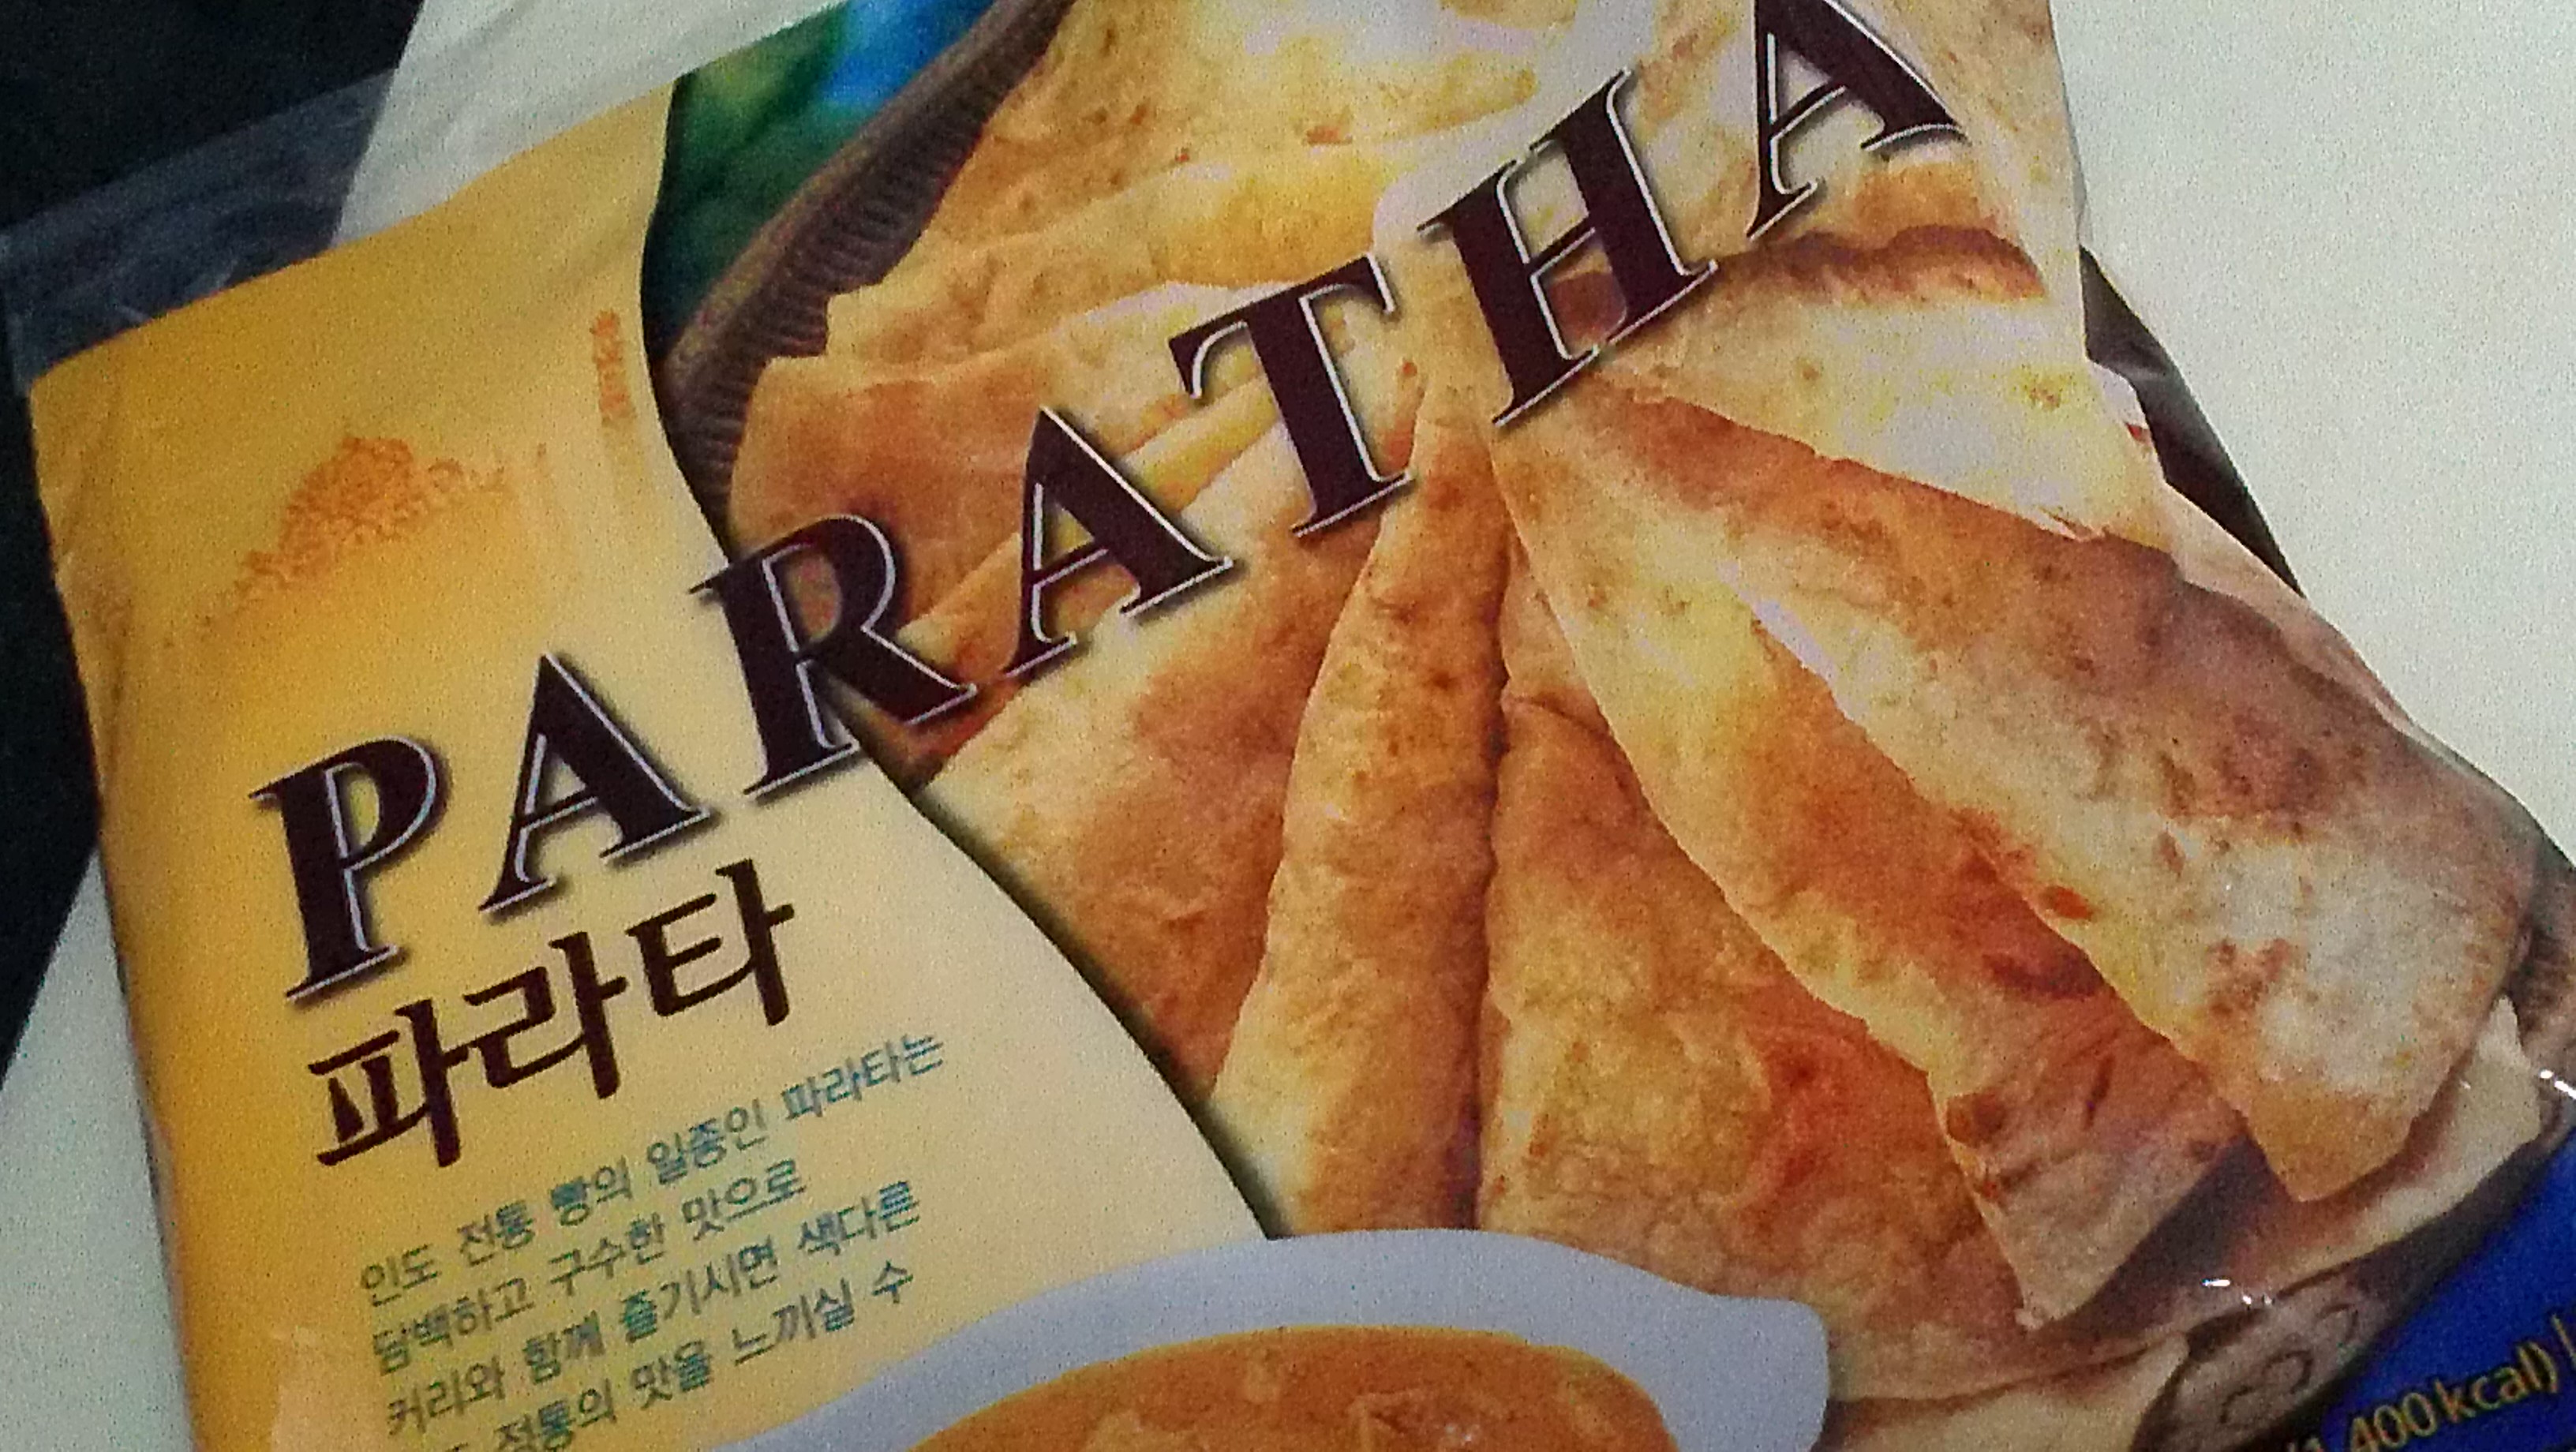 PARATHA
파라타
인도 전통 빵의 일종인 파라타는
담백하고 구수한 맛으로
커리와 함께 즐기시면 색다른
전통의 맛을 느끼실 수
400 kcal)